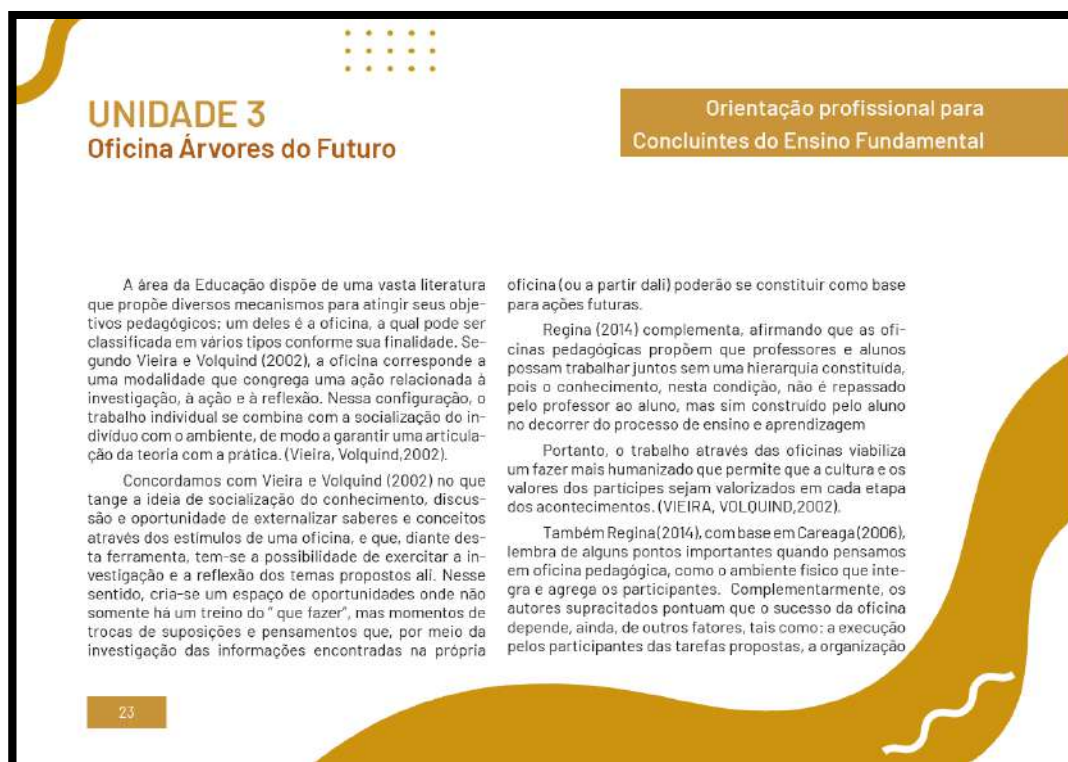 UNIDADE 3
Oficina Árvores do Futuro
Orientação profissional para
Concluintes do Ensino Fundamental
A área da Educação dispõe de uma vasta literatura
que propõe diversos mecanismos para atingir seus obje-
tivos pedagógicos; um deles é a oficina, a qual pode ser
classificada em vários tipos conforme sua finalidade. Se-
gundo Vieira e Volquind (2002), a oficina corresponde a
uma modalidade que congrega uma ação relacionada à
investigação, à ação e à reflexão. Nessa configuração, o
trabalho individual se combina com a socialização do in-
divíduo com o ambiente, de modo a garantir uma articula-
ção da teoria com a prática. (Vieira, Volquind,2002).
Concordamos com Vieira e Volquind (2002) no que
tange a ideia de socialização do conhecimento, discus-
são e oportunidade de externalizar saberes e conceitos
através dos estímulos de uma oficina, e que, diante des-
ta ferramenta, tem-se a possibilidade de exercitar a in-
vestigação e a reflexão dos temas propostos ali. Nesse
sentido, cria-se um espaço de oportunidades onde não
somente há um treino do " que fazer", mas momentos de
trocas de suposições e pensamentos que, por meio da
investigação das informações encontradas na própria
oficina (ou a partir dali) poderão se constituir como base
para ações futuras.
Regina (2014) complementa, afirmando que as ofi-
cinas pedagógicas propõem que professores e alunos
possam trabalhar juntos sem uma hierarquia constituída,
pois o conhecimento, nesta condição, não é repassado
pelo professor ao aluno, mas sim construído pelo aluno
no decorrer do processo de ensino e aprendizagem
Portanto, o trabalho através das oficinas viabiliza
um fazer mais humanizado que permite que a cultura e os
valores dos partícipes sejam valorizados em cada etapa
dos acontecimentos. (VIEIRA, VOLQUIND,2002).
Também Regina (2014), com base em Careaga (2006),
lembra de alguns pontos importantes quando pensamos
em oficina pedagógica, como o ambiente físico que inte-
gra e agrega os participantes. Complementarmente, os
autores supracitados pontuam que o sucesso da oficina
depende, ainda, de outros fatores, tais como: a execução
pelos participantes das tarefas propostas, a organização
23